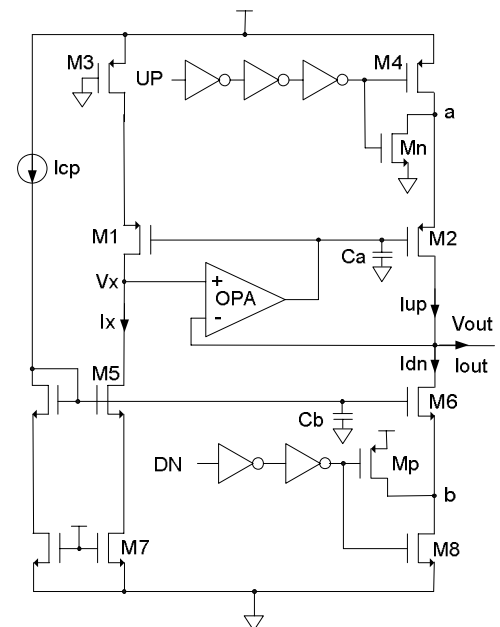 M3
UP
M4
a
Mn
Icp
M1
M2
Ca
Vx
+
OPA
-
Ix
Iup
Vout
Idn
Iout
M5
M6
Cb
DN
Mp
b
M7
M8